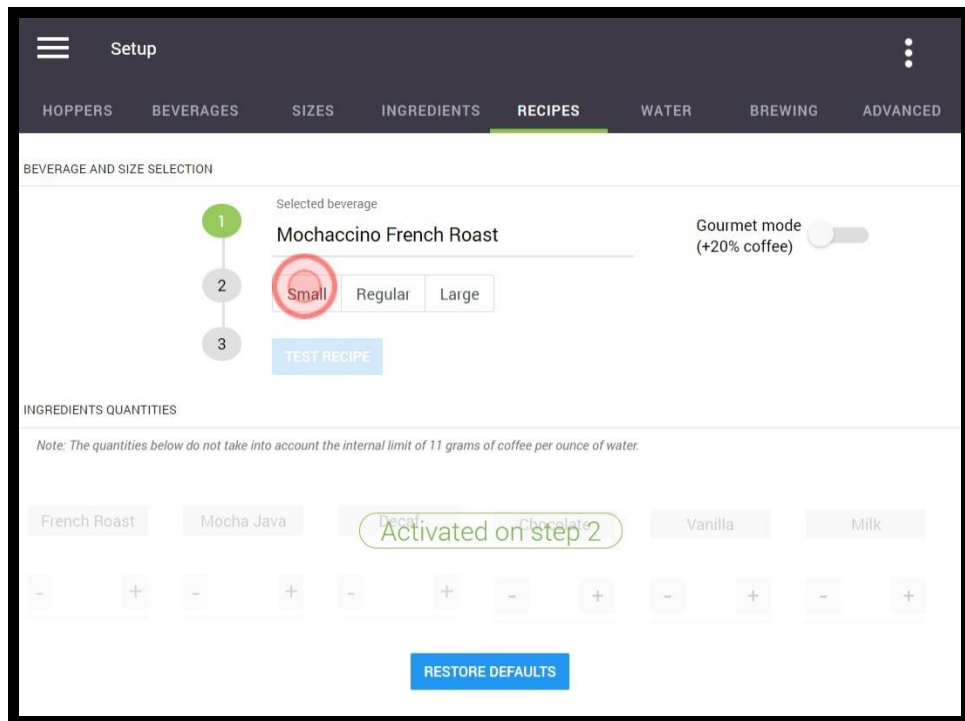 Setup
HOPPERS BEVERAGES SIZES INGREDIENTS RECIPES WATER BREWING ADVANCED
BEVERAGE AND SIZE SELECTION
Selected beverage
1
Mochaccino French Roast
Gourmet mode
(+20% coffee)
2
Small Regular Large
3
TEST RECIPE
INGREDIENTS QUANTITIES
Note: The quantities below do not take into account the internal limit of 11 grams of coffee per ounce of water.
French Roast Mocha Java Decaf Chocolate Vanilla Milk
Activated on step 2
- + - + - + - + - + - +
RESTORE DEFAULTS